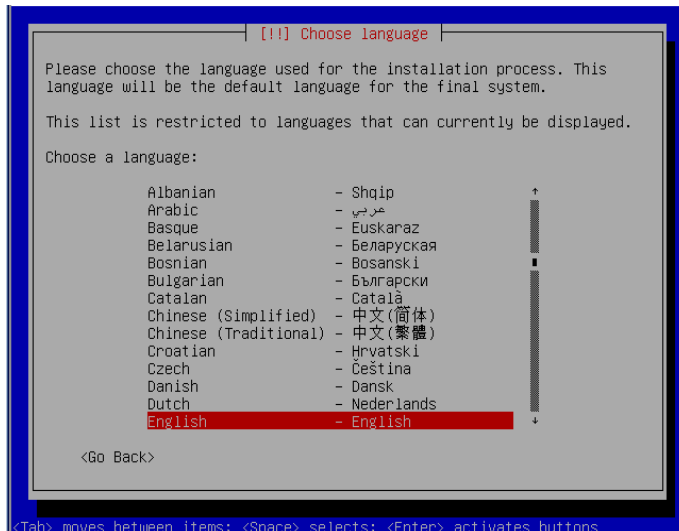 [!!] Choose language
Please choose the language used for the installation process. This
language will be the default language for the final system.
This list is restricted to languages that can currently be displayed.
Choose a language:
Albanian - Shqip
Arabic - عربي
Basque - Euskaraz
Belarusian - Беларуская
Bosnian - Bosanski
Bulgarian - Български
Catalan - Català
Chinese (Simplified) - 中文(简体)
Chinese (Traditional) - 中文(繁體)
Croatian - Hrvatski
Czech - Čeština
Danish - Dansk
Dutch - Nederlands
English - English
<Go Back>
<Tab> moves between items; <Space> selects; <Enter> activates buttons